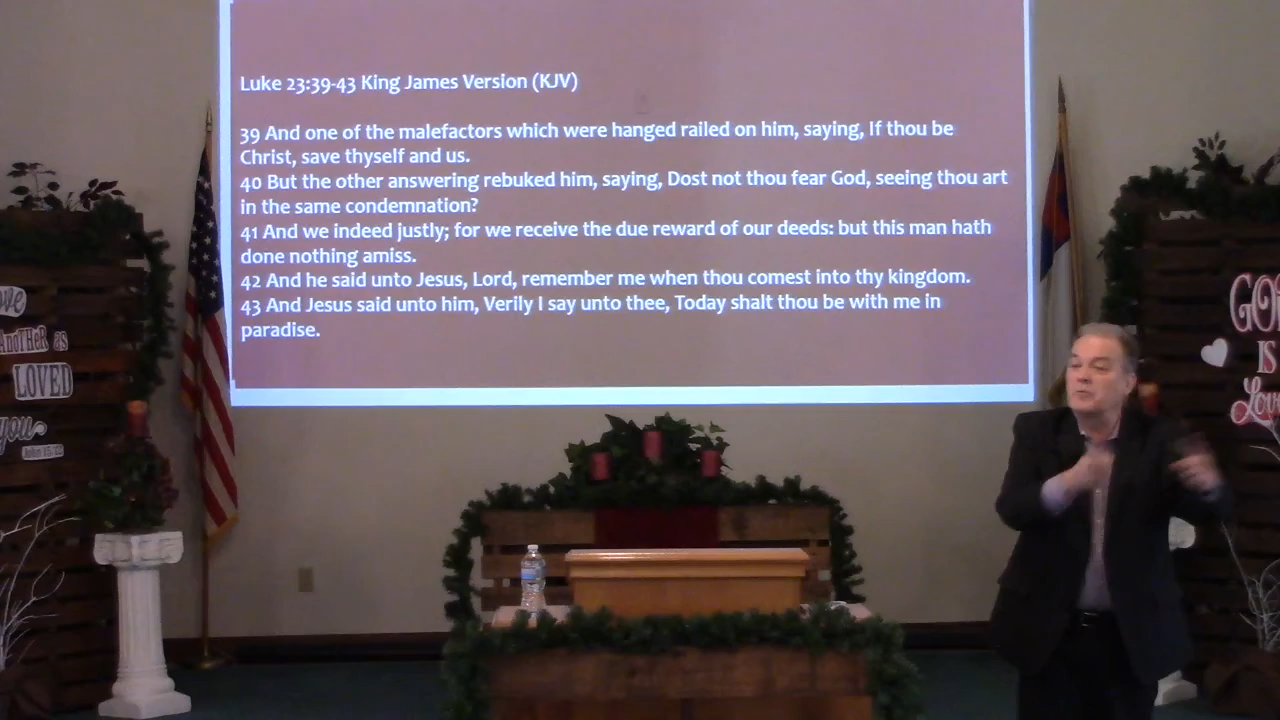 Luke 23:39-43 King James Version (KJV)
39 And one of the malefactors which were hanged railed on him, saying, If thou be
Christ, save thyself and us.
40 But the other answering rebuked him, saying, Dost not thou fear God, seeing thou art
in the same condemnation?
41 And we indeed justly; for we receive the due reward of our deeds: but this man hath
done nothing amiss.
42 And he said unto Jesus, Lord, remember me when thou comest into thy kingdom.
43 And Jesus said unto him, Verily I say unto thee, Today shalt thou be with me in
paradise.
AnoTHeR as
LOVED
you
IS